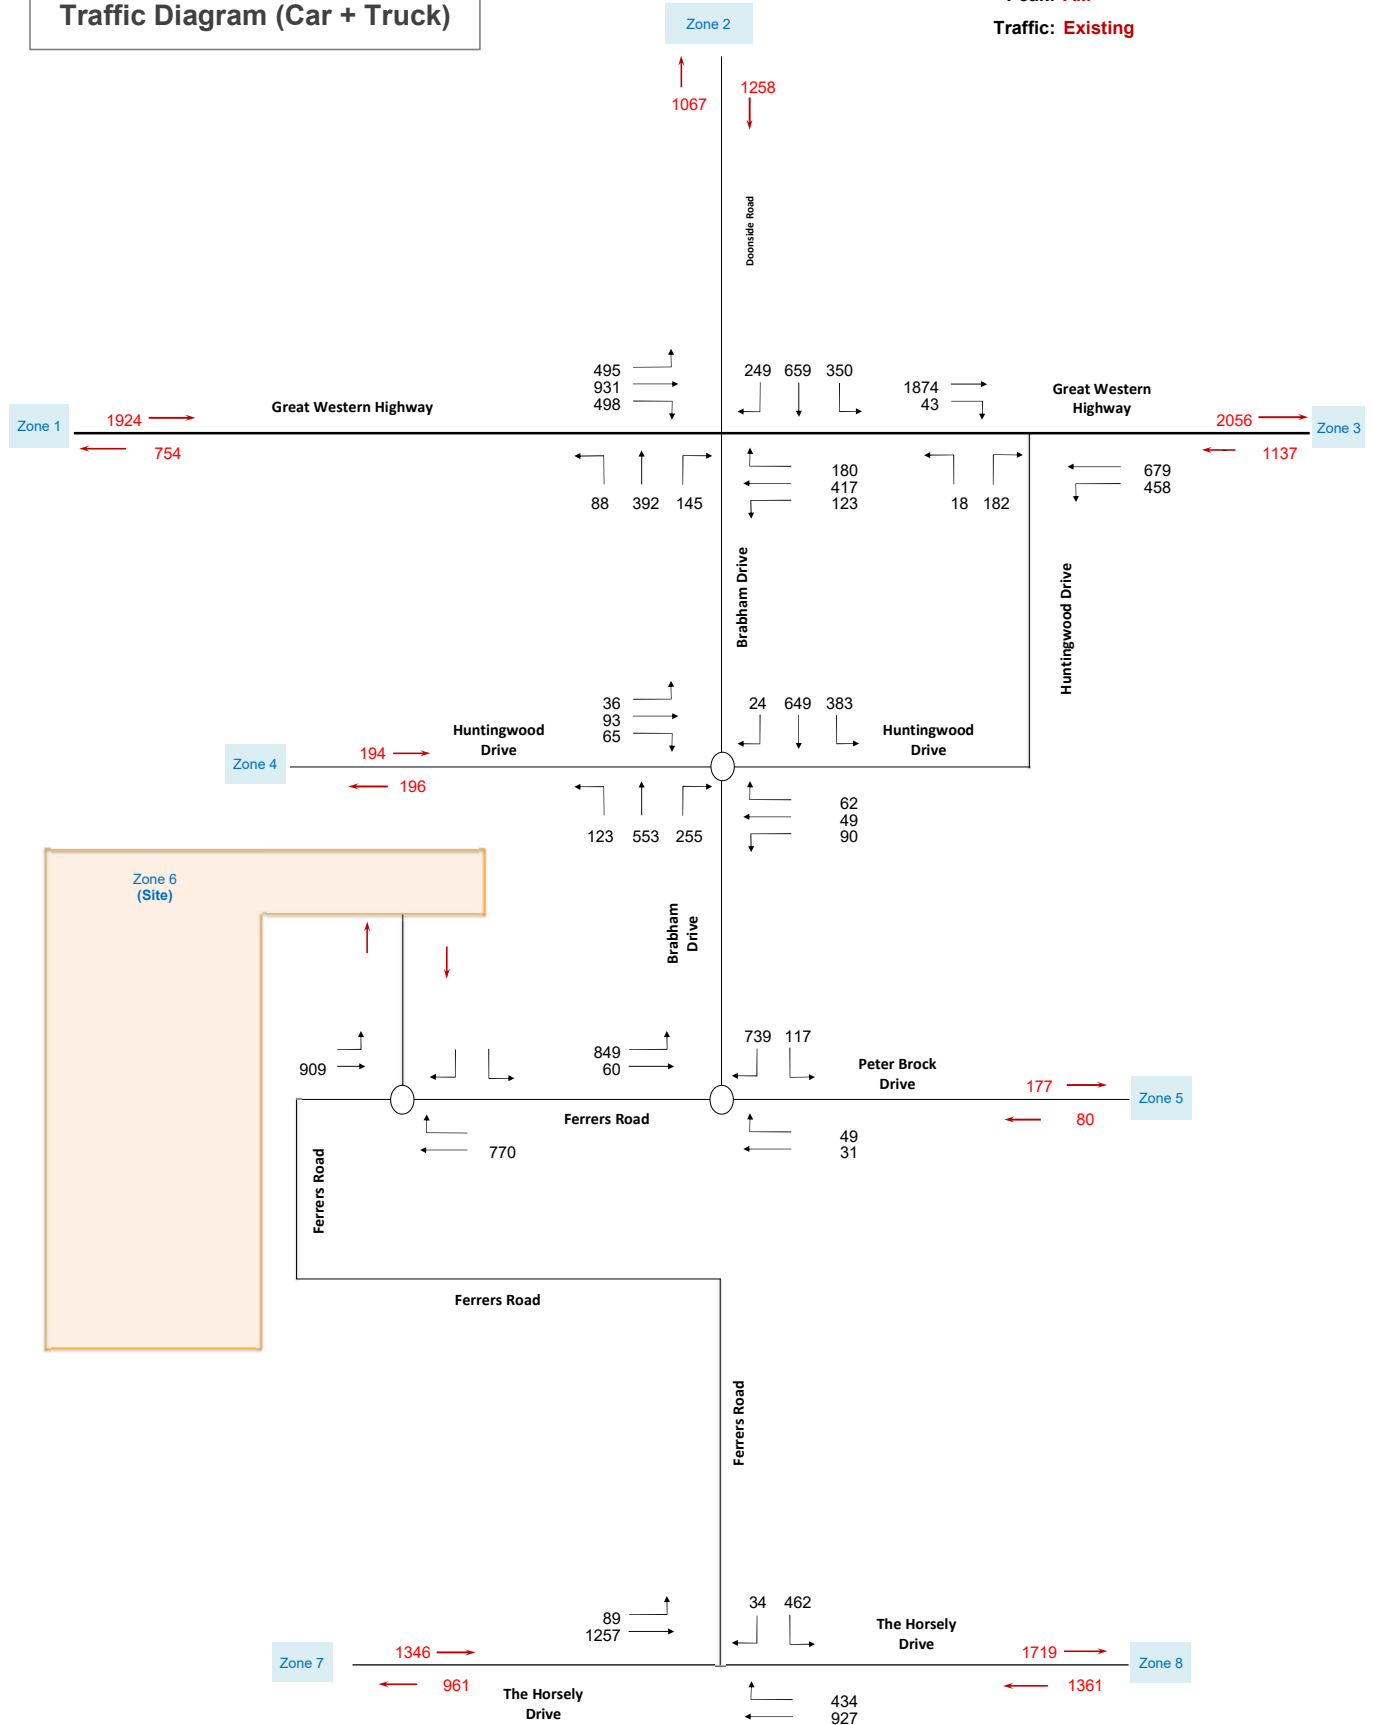 Traffic Diagram (Car + Truck)
Traffic: Existing
Zone 2
1067
1258
Doonside Road
495
931
498
249 659 350
1874
43
Great Western
Highway
Great Western Highway
Zone 1
1924
754
2056
Zone 3
1137
88 392 145
180
417
123
18 182
679
458
Brabham Drive
Huntingwood Drive
36
93
65
24 649 383
Huntingwood
Drive
Huntingwood
Drive
Zone 4
194
196
123 553 255
62
49
90
Zone 6
(Site)
Brabham
Drive
909
849
60
739 117
Peter Brock
Drive
177
Zone 5
80
Ferrers Road
770
49
31
Ferrers Road
Ferrers Road
Ferrers Road
89
1257
34 462
The Horsely
Drive
Zone 7
1346
961
1719
Zone 8
1361
The Horsely
Drive
434
927